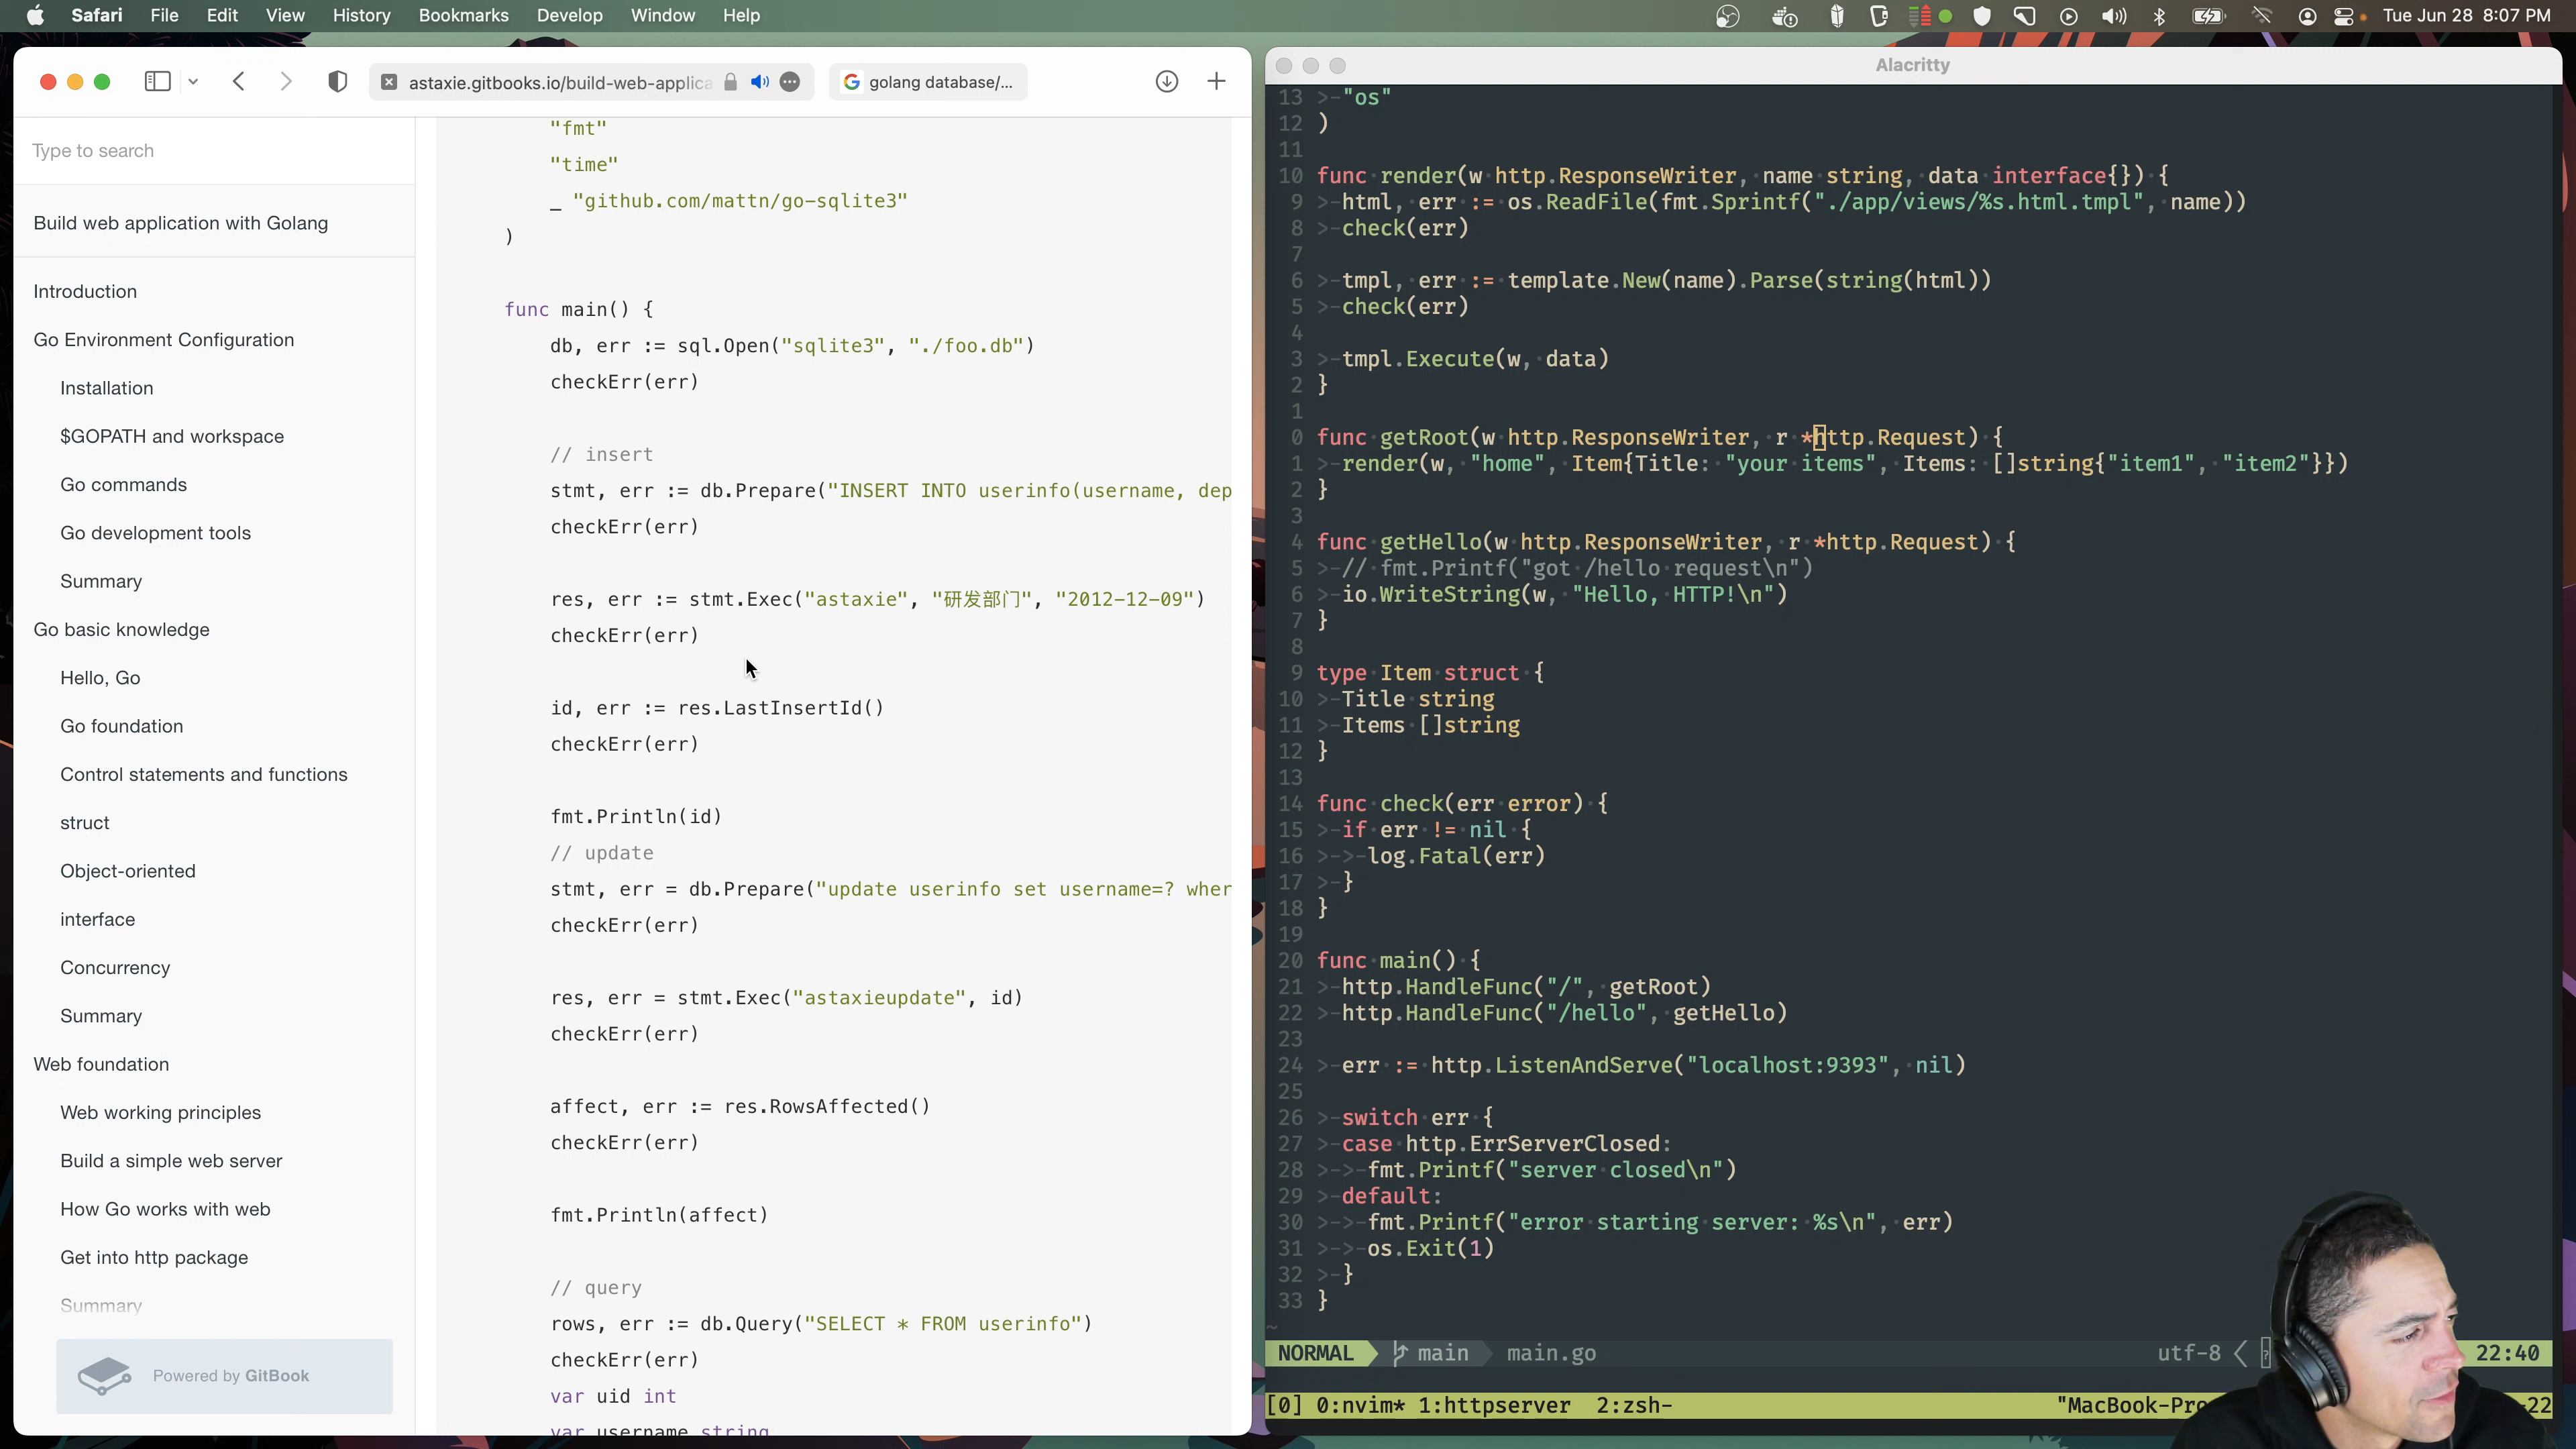 Safari File Edit View History Bookmarks Develop Window Help
Tue Jun 28 8:07 PM
astaxie.gitbooks.io/build-web-applica
golang database/...
Type to search
Build web application with Golang
Introduction
Go Environment Configuration
Installation
$GOPATH and workspace
Go commands
Go development tools
Summary
Go basic knowledge
Hello, Go
Go foundation
Control statements and functions
struct
Object-oriented
interface
Concurrency
Summary
Web foundation
Web working principles
Build a simple web server
How Go works with web
Get into http package
Summary
Powered by GitBook
"fmt"
"time"
_ "github.com/mattn/go-sqlite3"
)
func main() {
db, err := sql.Open("sqlite3", "./foo.db")
checkErr(err)
// insert
stmt, err := db.Prepare("INSERT INTO userinfo(username, dep
checkErr(err)
res, err := stmt.Exec("astaxie", "研发部门", "2012-12-09")
checkErr(err)
id, err := res.LastInsertId()
checkErr(err)
fmt.Println(id)
// update
stmt, err = db.Prepare("update userinfo set username=? wher
checkErr(err)
res, err = stmt.Exec("astaxieupdate", id)
checkErr(err)
affect, err := res.RowsAffected()
checkErr(err)
fmt.Println(affect)
// query
rows, err := db.Query("SELECT * FROM userinfo")
checkErr(err)
var uid int
var username string
Alacritty
13 >-"os"
12 )
11
10 func render(w http.ResponseWriter, name string, data interface{}) {
9 >-html, err := os.ReadFile(fmt.Sprintf("./app/views/%s.html.tmpl", name))
8 >-check(err)
7
6 >-tmpl, err := template.New(name).Parse(string(html))
5 >-check(err)
4
3 >-tmpl.Execute(w, data)
2 }
1
0 func getRoot(w http.ResponseWriter, r *http.Request) {
1 >-render(w, "home", Item{Title: "your items", Items: []string{"item1", "item2"}})
2 }
3
4 func getHello(w http.ResponseWriter, r *http.Request) {
5 >-// fmt.Printf("got /hello request\n")
6 >-io.WriteString(w, "Hello, HTTP!\n")
7 }
8
9 type Item struct {
10 >-Title string
11 >-Items []string
12 }
13
14 func check(err error) {
15 >-if err != nil {
16 >->-log.Fatal(err)
17 >-}
18 }
19
20 func main() {
21 >-http.HandleFunc("/", getRoot)
22 >-http.HandleFunc("/hello", getHello)
23
24 >-err := http.ListenAndServe("localhost:9393", nil)
25
26 >-switch err {
27 >-case http.ErrServerClosed:
28 >->-fmt.Printf("server closed\n")
29 >-default:
30 >->-fmt.Printf("error starting server: %s\n", err)
31 >->-os.Exit(1)
32 >-}
33 }
~
NORMAL main main.go utf-8 22:40
[0] 0:nvim* 1:httpserver 2:zsh- "MacBook-Pro -22